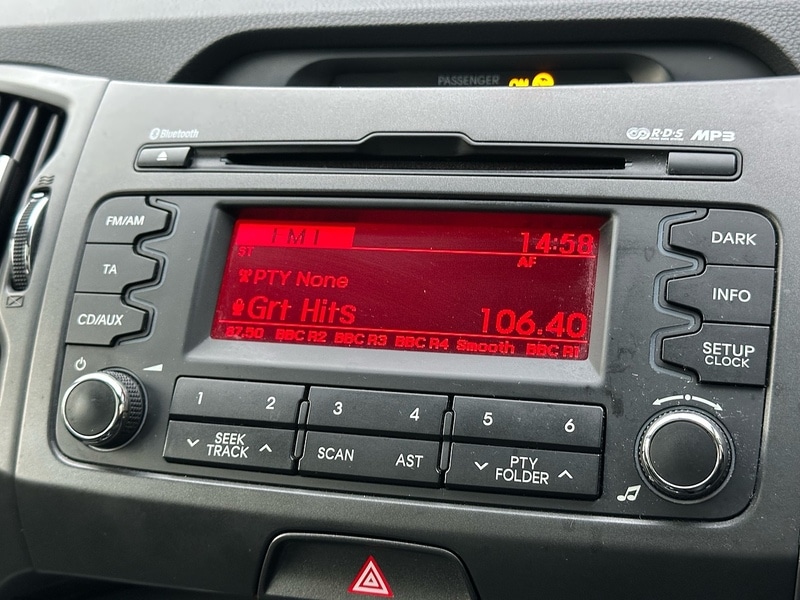 PASSENGER ON
Bluetooth RDS MP3
FM/AM FM1 14:58 DARK
ST AF
TA PTY None INFO
CD/AUX Grt Hits 106.40 SETUP CLOCK
87.50 BBC R2 BBC R3 BBC R4 Smooth BBC R1
1 2 3 4 5 6
SEEK TRACK SCAN AST PTY FOLDER